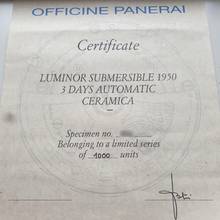 OFFICINE PANERAI
Certificate
LUMINOR SUBMERSIBLE 1950
3 DAYS AUTOMATIC
CERAMICA
Specimen no.
Belonging to a limited series
of 1000 units